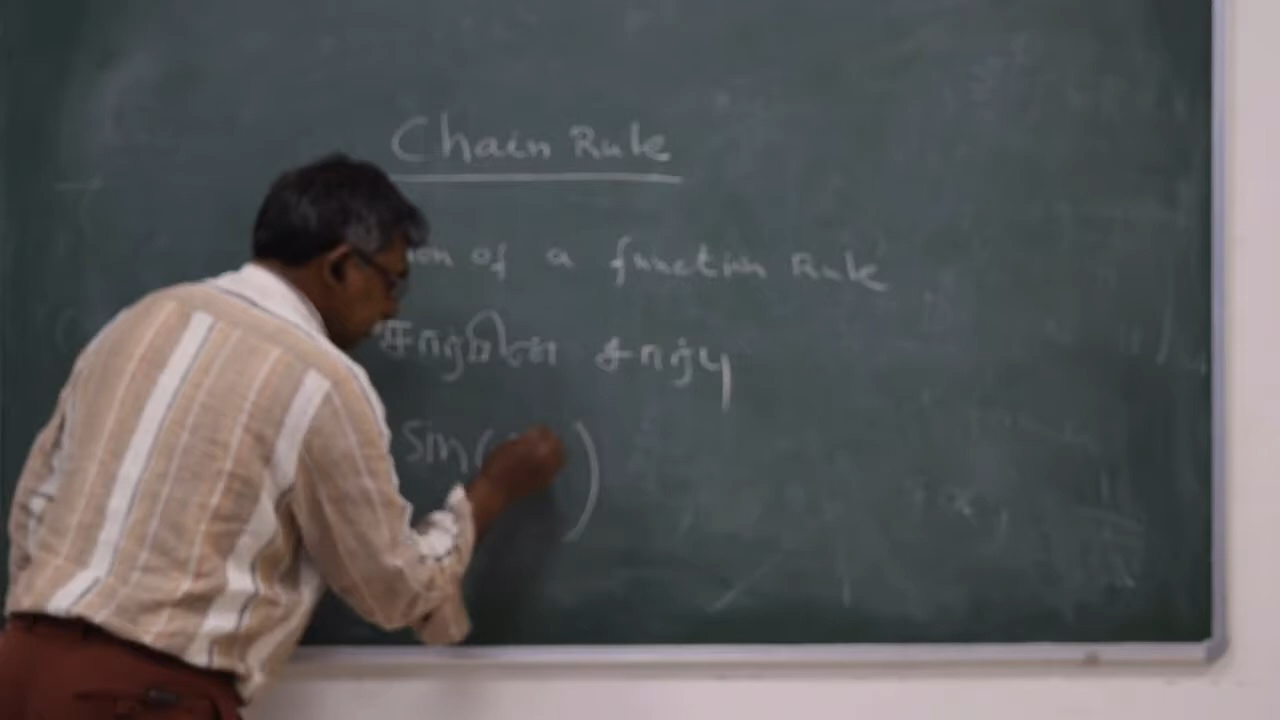 Chain Rule
of a function Rule
சார்பின் சார்பு
sin( )